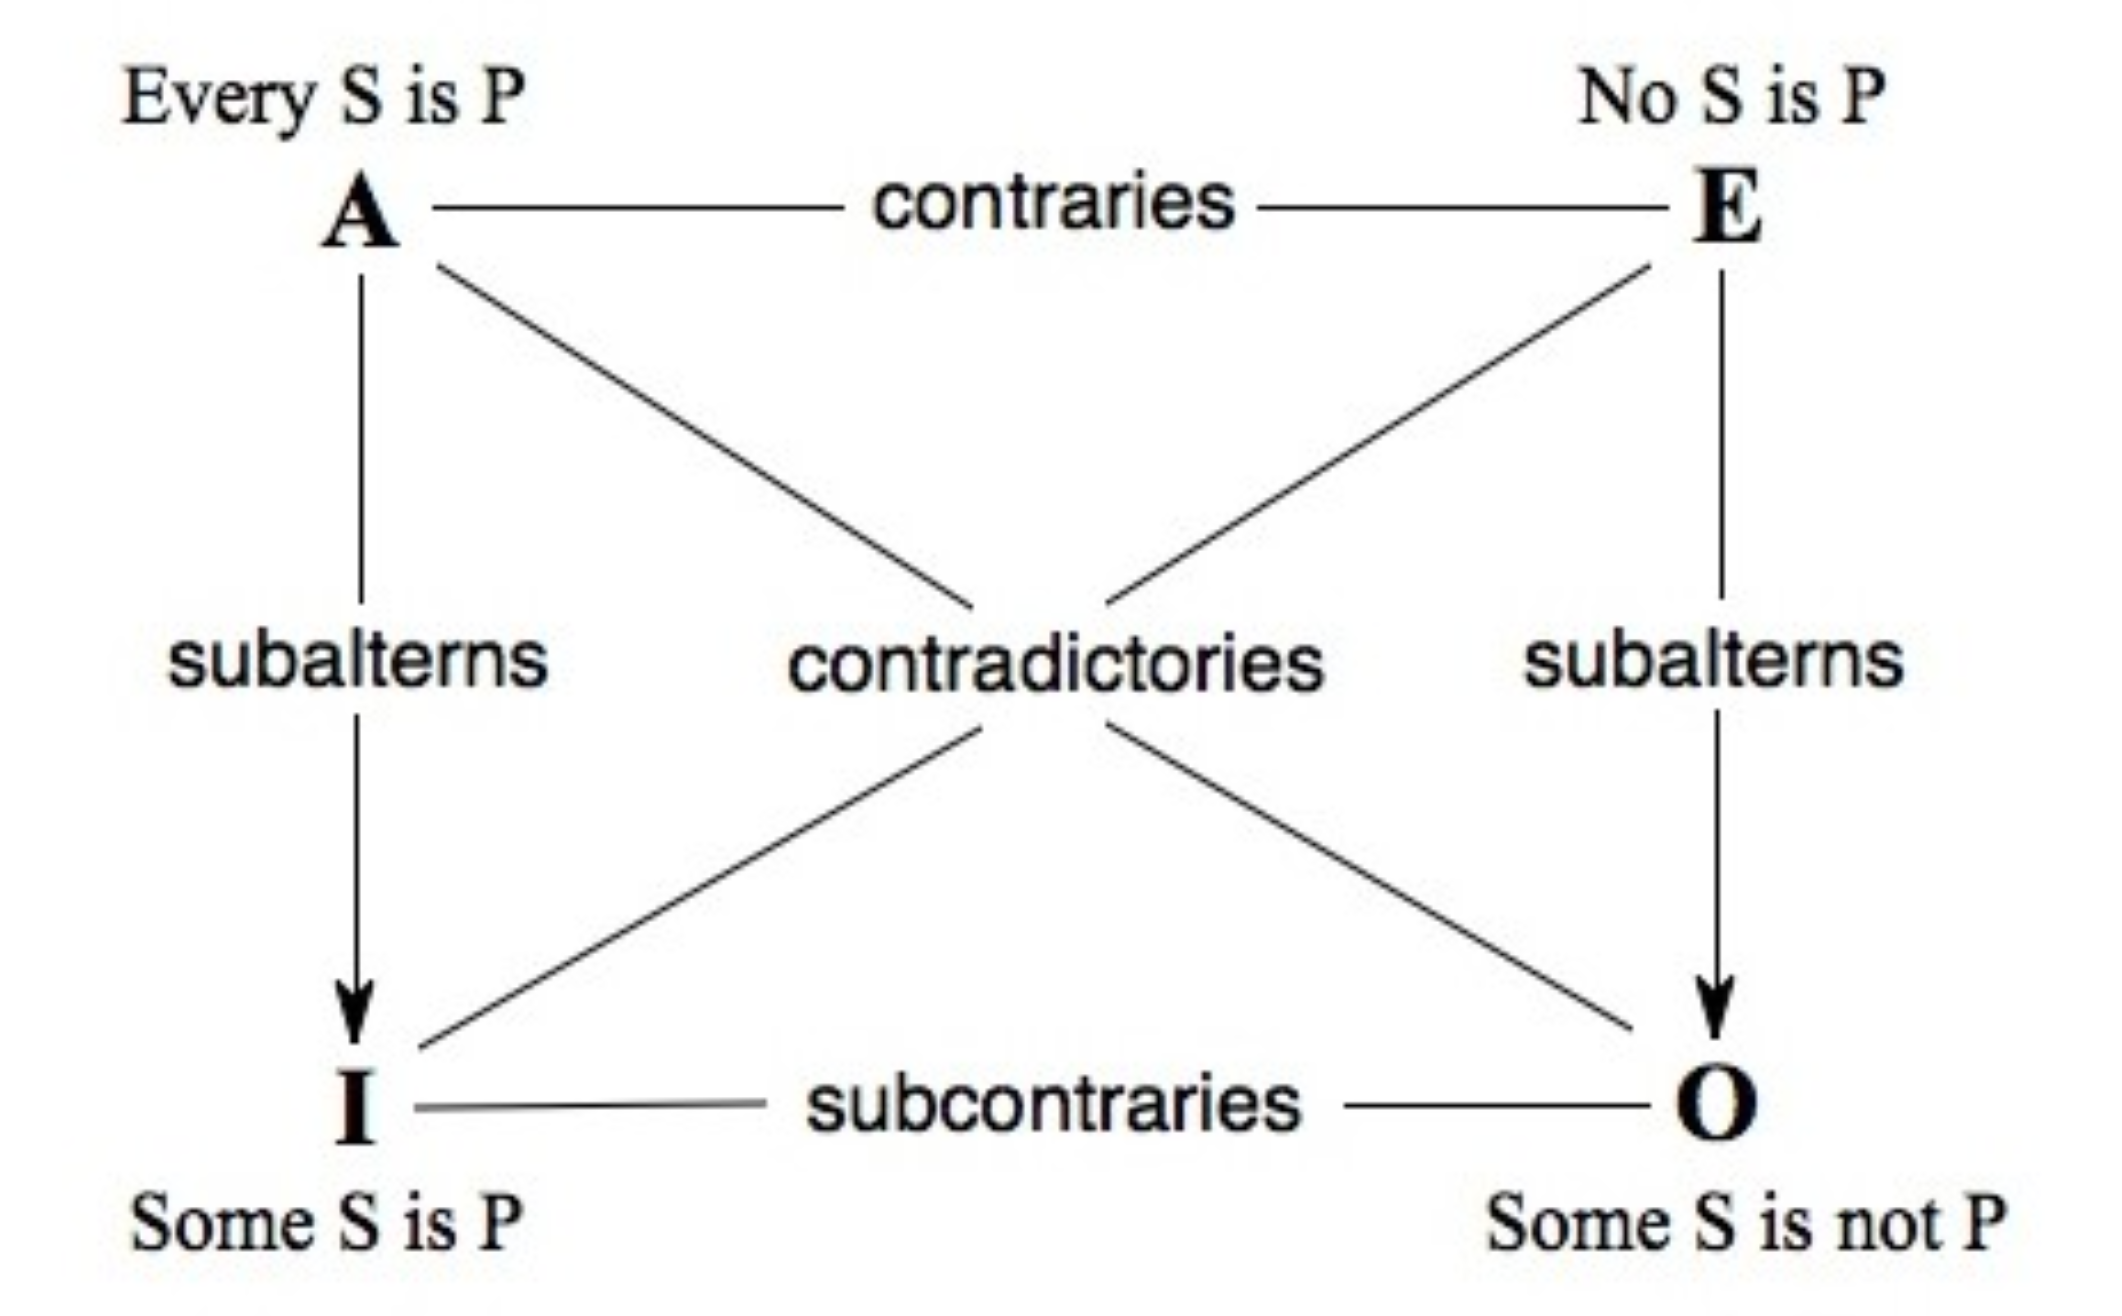 Every S is P
No S is P
A contraries E
subalterns contradictories subalterns
I subcontraries O
Some S is P
Some S is not P